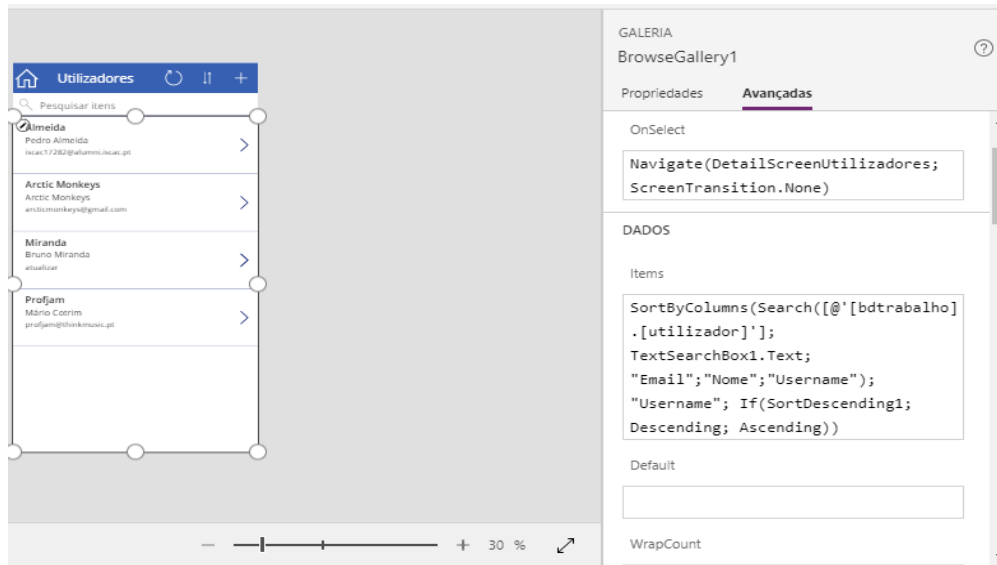 Utilizadores
Pesquisar itens
Almeida
Pedro Almeida
iscac17282@alumni.iscac.pt
Arctic Monkeys
Arctic Monkeys
arcticmonkeys@gmail.com
Miranda
Bruno Miranda
atualizar
Profjam
Mário Cotrim
profjam@thinkmusic.pt
30 %
GALERIA
BrowseGallery1
Propriedades Avançadas
OnSelect
Navigate(DetailScreenUtilizadores;
ScreenTransition.None)
DADOS
Items
SortByColumns(Search([@'[bdtrabalho]
.[utilizador]'];
TextSearchBox1.Text;
"Email";"Nome";"Username");
"Username"; If(SortDescending1;
Descending; Ascending))
Default
WrapCount